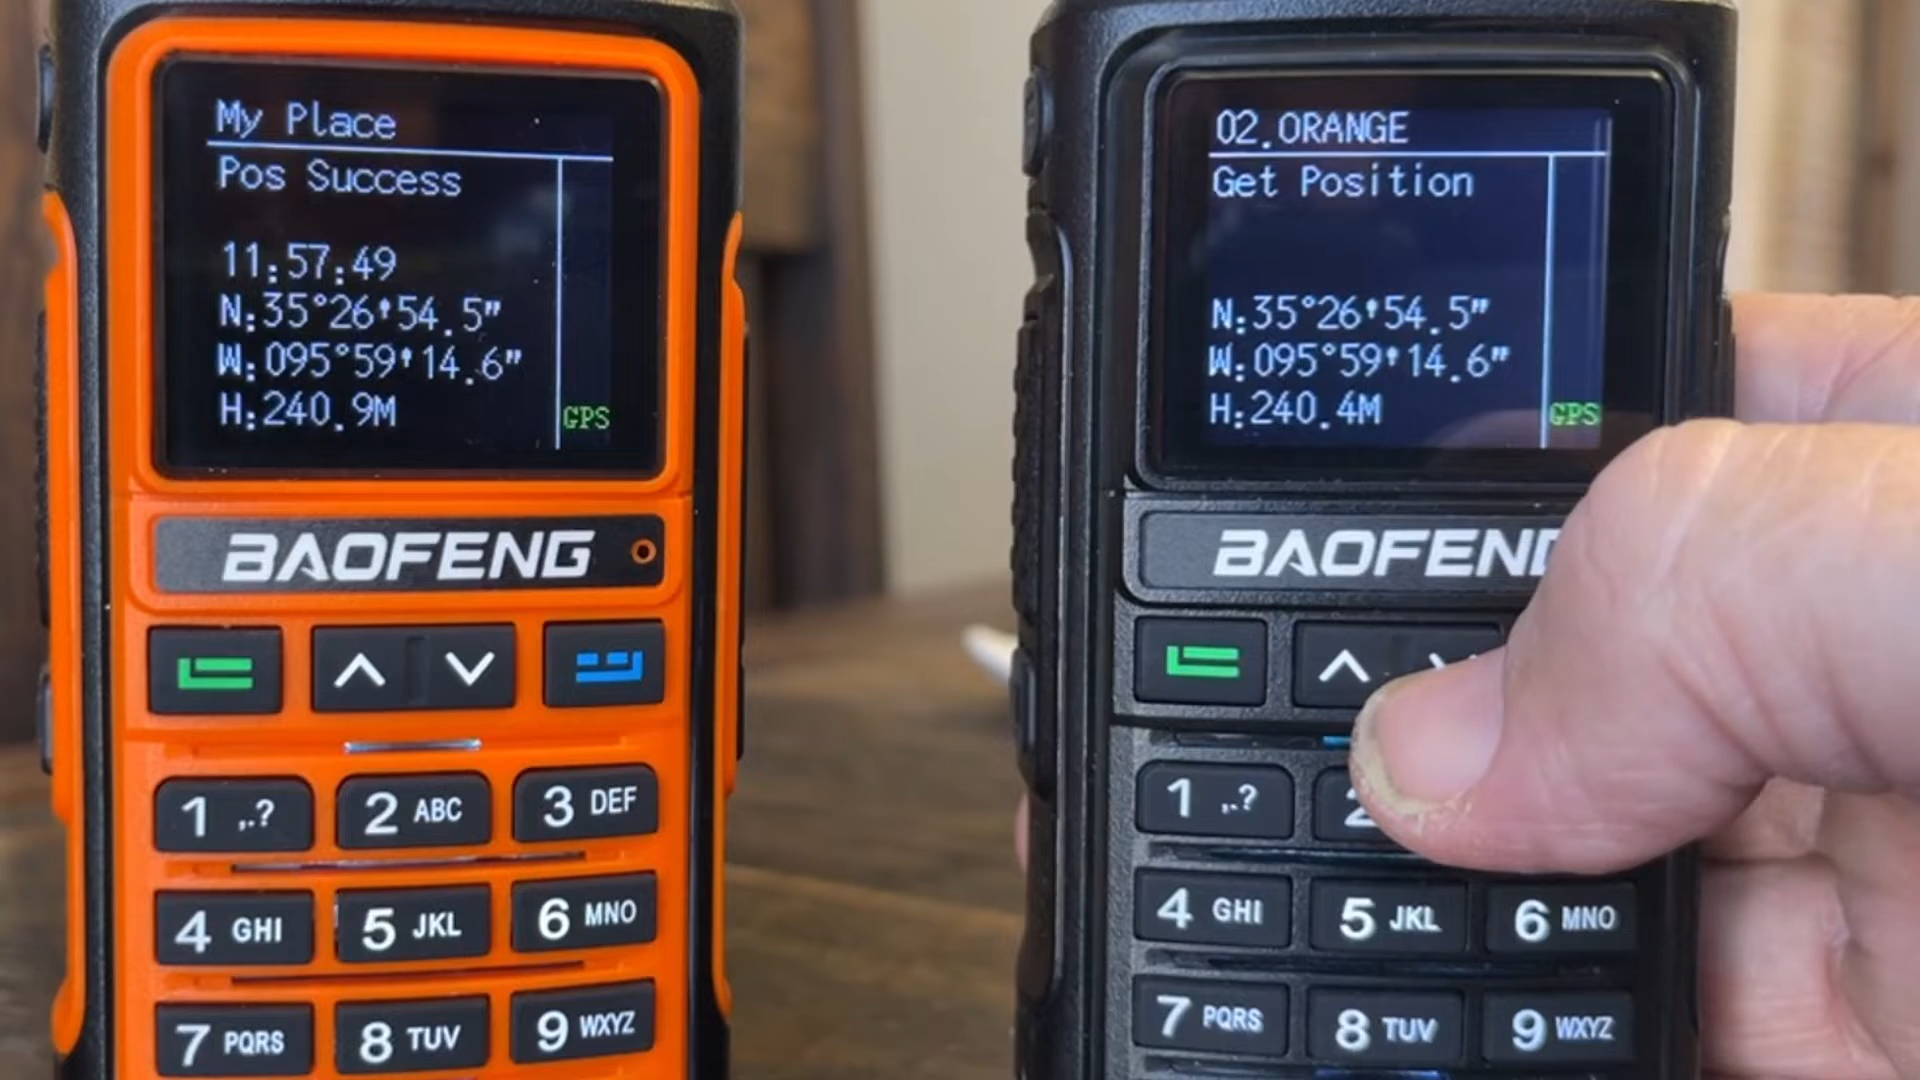 My Place
Pos Success
11:57:49
N:35°26'54.5"
W:095°59'14.6"
H:240.9M
GPS
BAOFENG
1 ,.?
2 ABC
3 DEF
4 GHI
5 JKL
6 MNO
7 PQRS
8 TUV
9 WXYZ
02.ORANGE
Get Position
N:35°26'54.5"
W:095°59'14.6"
H:240.4M
GPS
BAOFENG
1 ,.?
2
4 GHI
5 JKL
6 MNO
7 PQRS
8 TUV
9 WXYZ